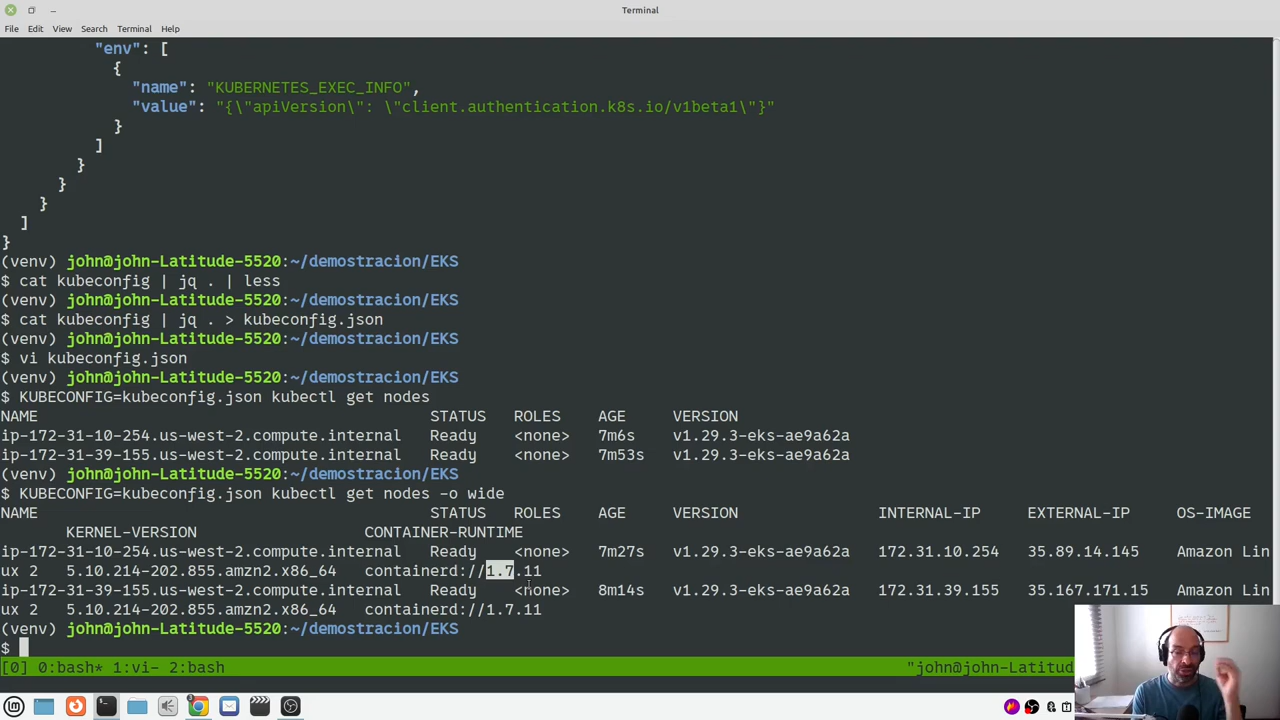 Terminal
File Edit View Search Terminal Help
"env": [
{
"name": "KUBERNETES_EXEC_INFO",
"value": "{\"apiVersion\": \"client.authentication.k8s.io/v1beta1\"}"
}
]
}
}
}
]
}
(venv) john@john-Latitude-5520:~/demostracion/EKS
$ cat kubeconfig | jq . | less
(venv) john@john-Latitude-5520:~/demostracion/EKS
$ cat kubeconfig | jq . > kubeconfig.json
(venv) john@john-Latitude-5520:~/demostracion/EKS
$ vi kubeconfig.json
(venv) john@john-Latitude-5520:~/demostracion/EKS
$ KUBECONFIG=kubeconfig.json kubectl get nodes
NAME STATUS ROLES AGE VERSION
ip-172-31-10-254.us-west-2.compute.internal Ready <none> 7m6s v1.29.3-eks-ae9a62a
ip-172-31-39-155.us-west-2.compute.internal Ready <none> 7m53s v1.29.3-eks-ae9a62a
(venv) john@john-Latitude-5520:~/demostracion/EKS
$ KUBECONFIG=kubeconfig.json kubectl get nodes -o wide
NAME STATUS ROLES AGE VERSION INTERNAL-IP EXTERNAL-IP OS-IMAGE
KERNEL-VERSION CONTAINER-RUNTIME
ip-172-31-10-254.us-west-2.compute.internal Ready <none> 7m27s v1.29.3-eks-ae9a62a 172.31.10.254 35.89.14.145 Amazon Lin
ux 2 5.10.214-202.855.amzn2.x86_64 containerd://1.7.11
ip-172-31-39-155.us-west-2.compute.internal Ready <none> 8m14s v1.29.3-eks-ae9a62a 172.31.39.155 35.167.171.15 Amazon Lin
ux 2 5.10.214-202.855.amzn2.x86_64 containerd://1.7.11
(venv) john@john-Latitude-5520:~/demostracion/EKS
$
[0] 0:bash* 1:vi- 2:bash "john@john-Latitud
3